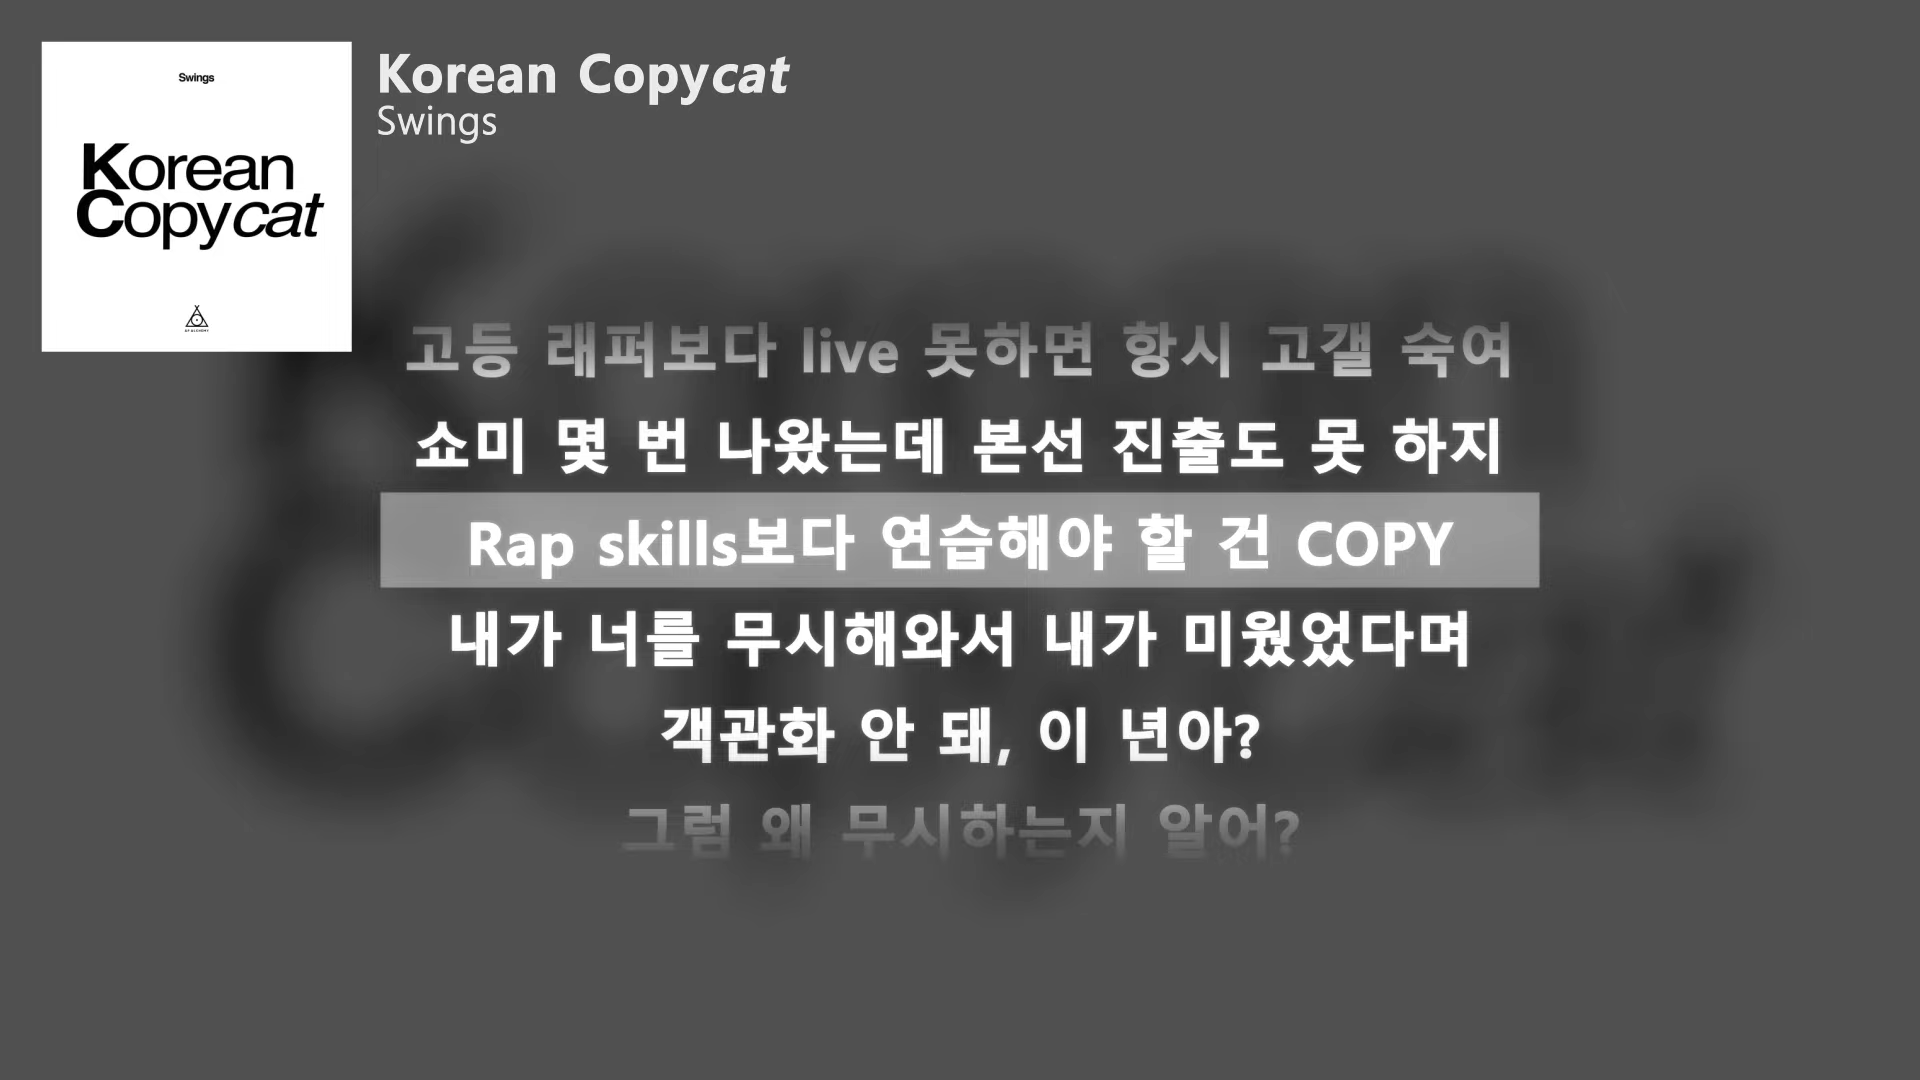 Swings
Korean
Copycat
Korean Copycat
Swings
고등 래퍼보다 live 못하면 항시 고갤 숙여
쇼미 몇 번 나왔는데 본선 진출도 못 하지
Rap skills보다 연습해야 할 건 COPY
내가 너를 무시해와서 내가 미웠었다며
객관화 안 돼, 이 년아?
그럼 왜 무시하는지 알어?